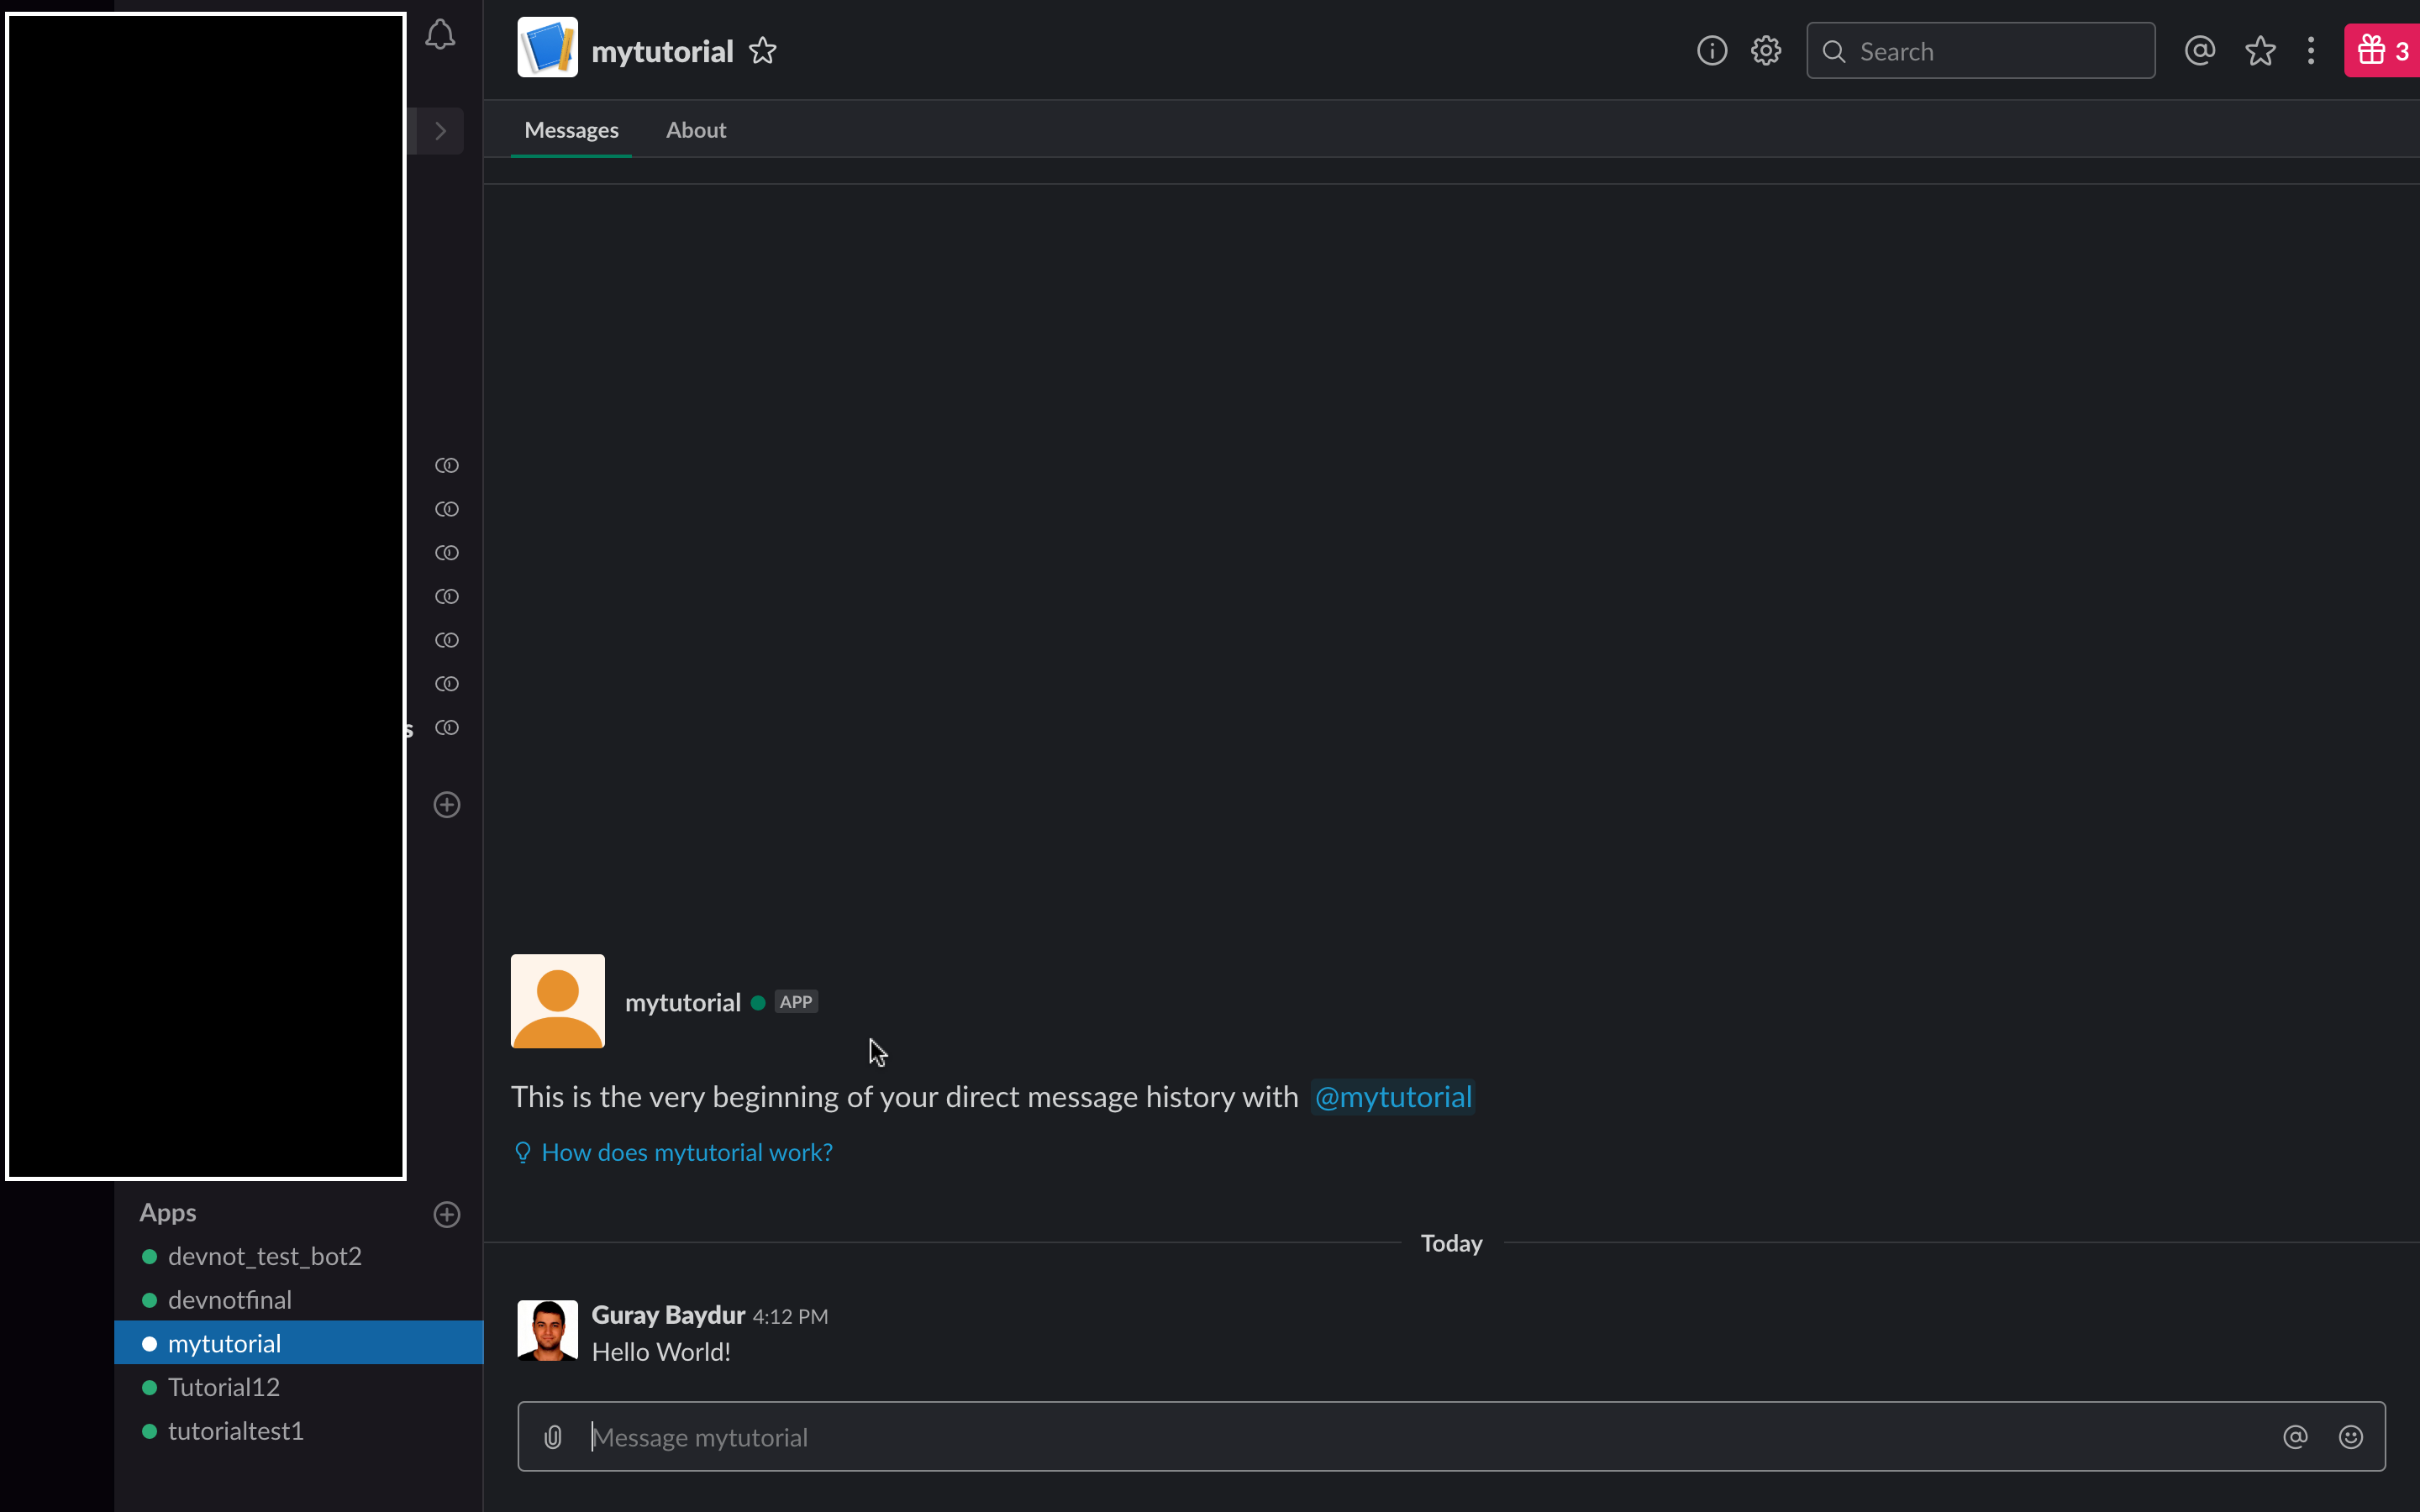 mytutorial
Search
3
Messages
About
s
mytutorial APP
This is the very beginning of your direct message history with @mytutorial
How does mytutorial work?
Apps
devnot_test_bot2
devnotfinal
mytutorial
Tutorial12
tutorialtest1
Today
Guray Baydur 4:12 PM
Hello World!
Message mytutorial